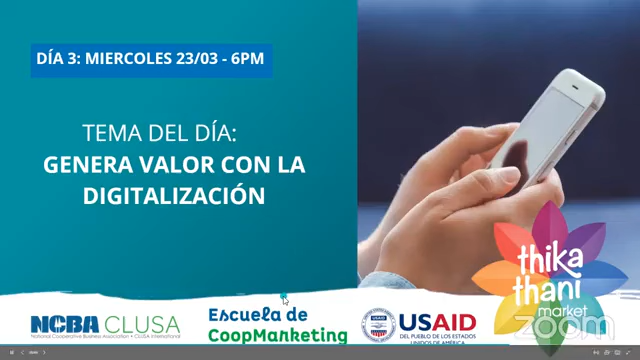 DÍA 3: MIERCOLES 23/03 - 6PM
TEMA DEL DÍA:
GENERA VALOR CON LA
DIGITALIZACIÓN
thika
thani
market
zoom
NCBA CLUSA
National Cooperative Business Association + CLUSA International
Escuela de
CoopMarketing
USAID
DEL PUEBLO DE LOS ESTADOS
UNIDOS DE AMÉRICA